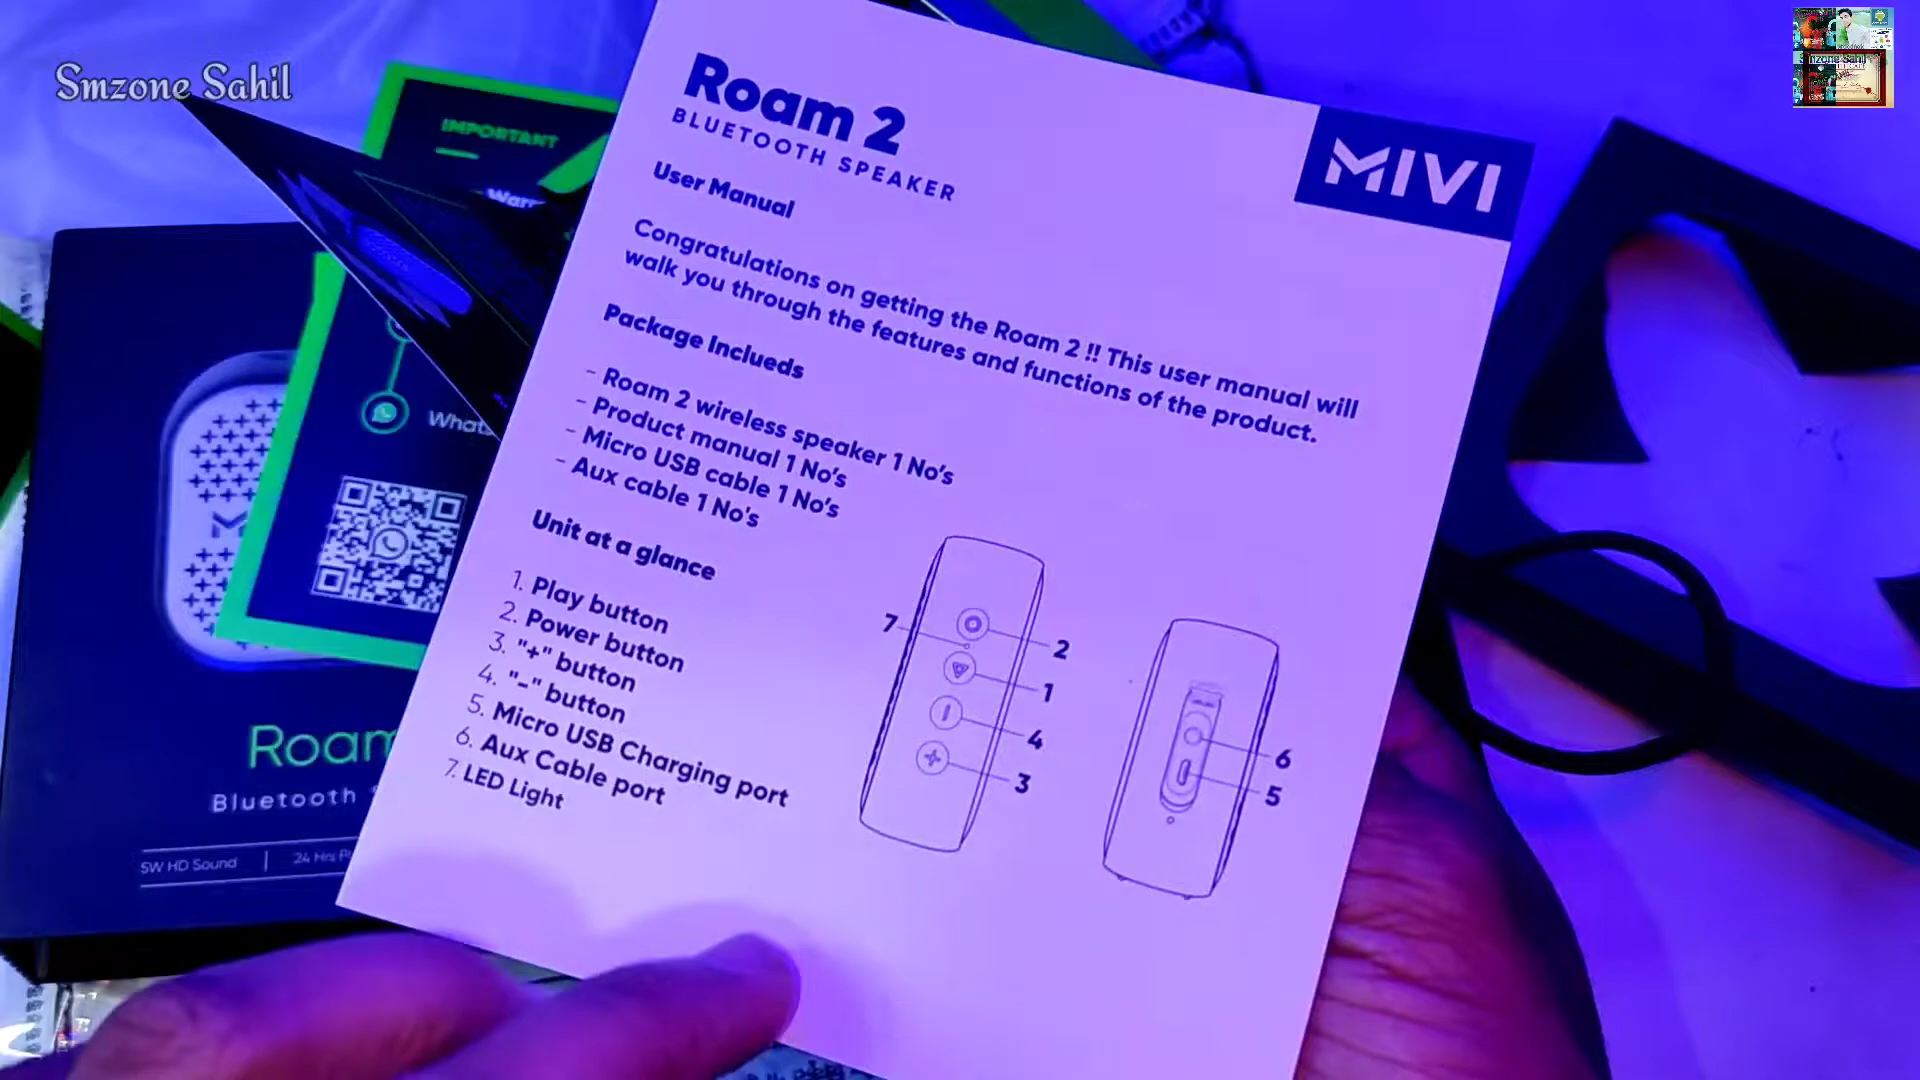 Smzone Sahil
IMPORTANT
Roam 2
BLUETOOTH SPEAKER
MIVI
User Manual
Congratulations on getting the Roam 2 !! This user manual will
walk you through the features and functions of the product.
Package Inclueds
- Roam 2 wireless speaker 1 No's
- Product manual 1 No's
- Micro USB cable 1 No's
- Aux cable 1 No's
Unit at a glance
1. Play button
2. Power button
3. "+" button
4. "-" button
5. Micro USB Charging port
6. Aux Cable port
7. LED Light
7
2
1
4
3
6
5
Roam
Bluetooth
5W HD Sound | 24 Hrs